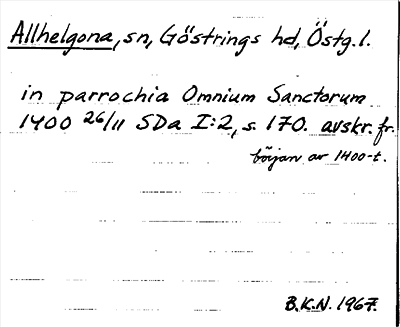 Allhelgona, sn, Göstrings hd, Östg. l.
in parrochia Omnium Sanctorum
1400 26/11 SDa I:2, s. 170. avskr. fr.
början av 1400-t.
B.K.N. 1967.